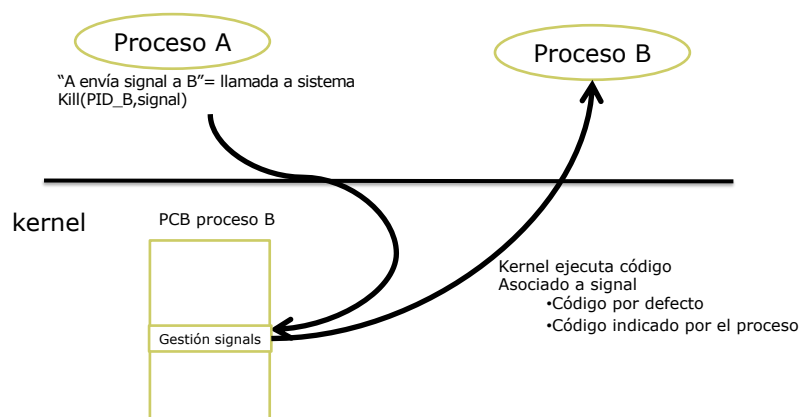 Proceso A
Proceso B
“A envía signal a B”= llamada a sistema
Kill(PID_B,signal)
kernel
PCB proceso B
Gestión signals
Kernel ejecuta código
Asociado a signal
•Código por defecto
•Código indicado por el proceso